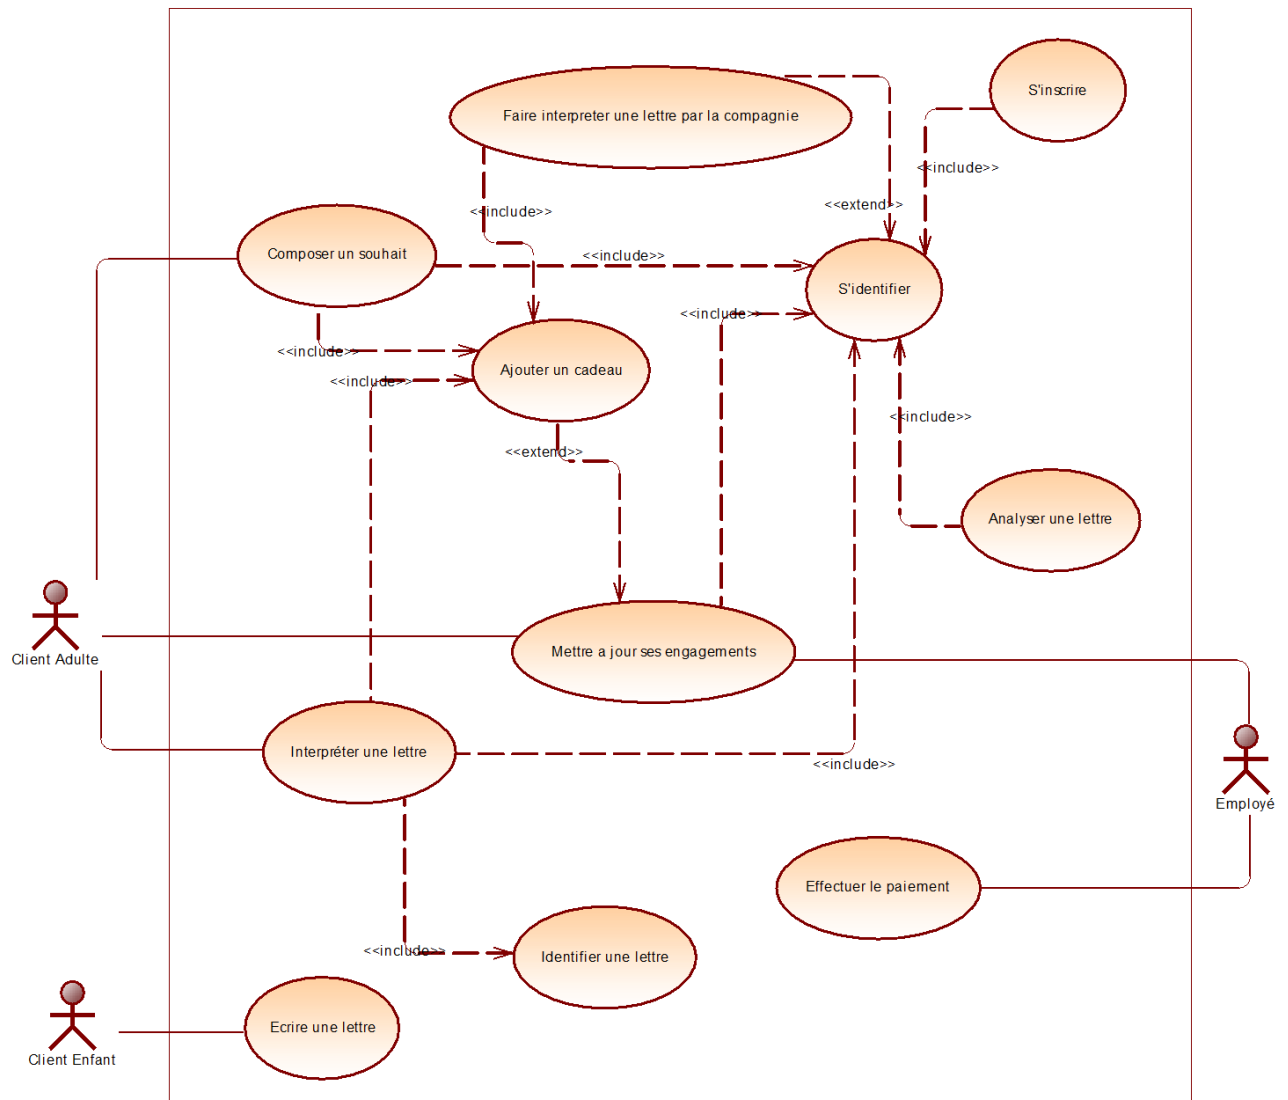 S'inscrire
Faire interpreter une lettre par la compagnie
<<include>>
<<extend>>
<<include>>
Composer un souhait
<<include>>
S'identifier
<<include>>
<<include>>
Ajouter un cadeau
<<include>>
<<include>>
<<extend>>
Analyser une lettre
Mettre a jour ses engagements
Client Adulte
Interpréter une lettre
<<include>>
Employé
Effectuer le paiement
<<include>>
Identifier une lettre
Ecrire une lettre
Client Enfant